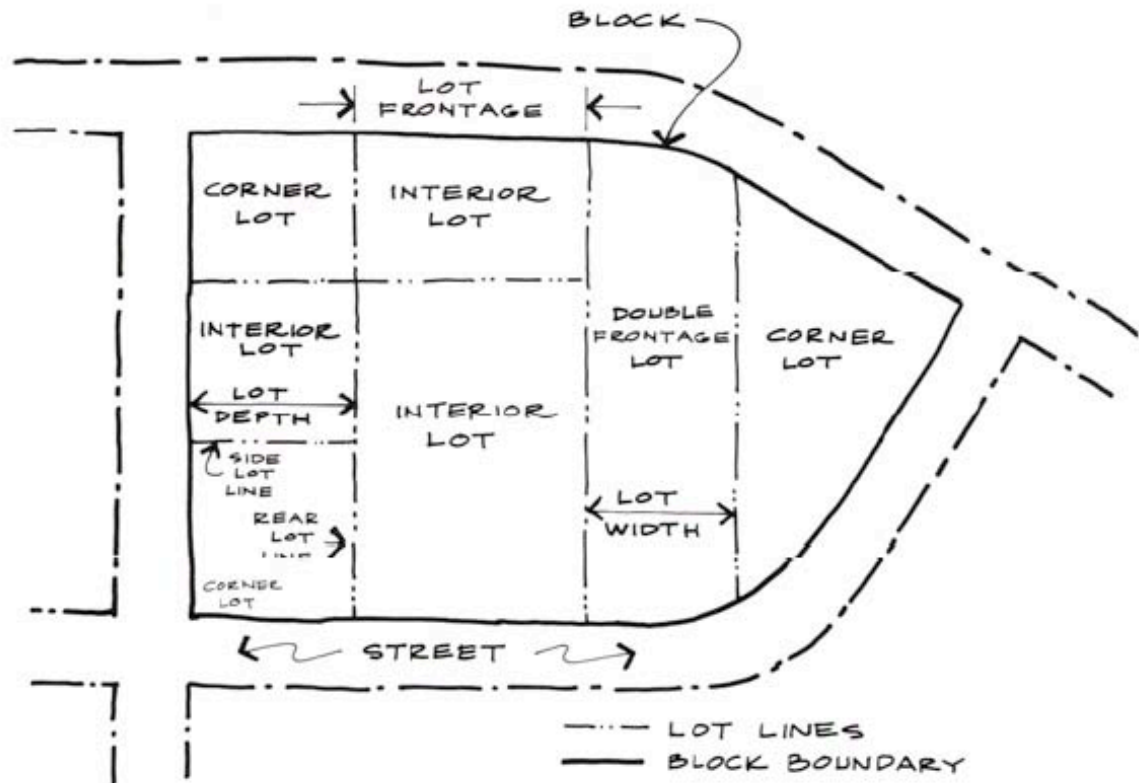 BLOCK
LOT
FRONTAGE
CORNER
LOT
INTERIOR
LOT
INTERIOR
LOT
DOUBLE
FRONTAGE
LOT
CORNER
LOT
LOT
DEPTH
INTERIOR
LOT
SIDE
LOT
LINE
LOT
WIDTH
REAR
LOT
CORNER
LOT
STREET
LOT LINES
BLOCK BOUNDARY